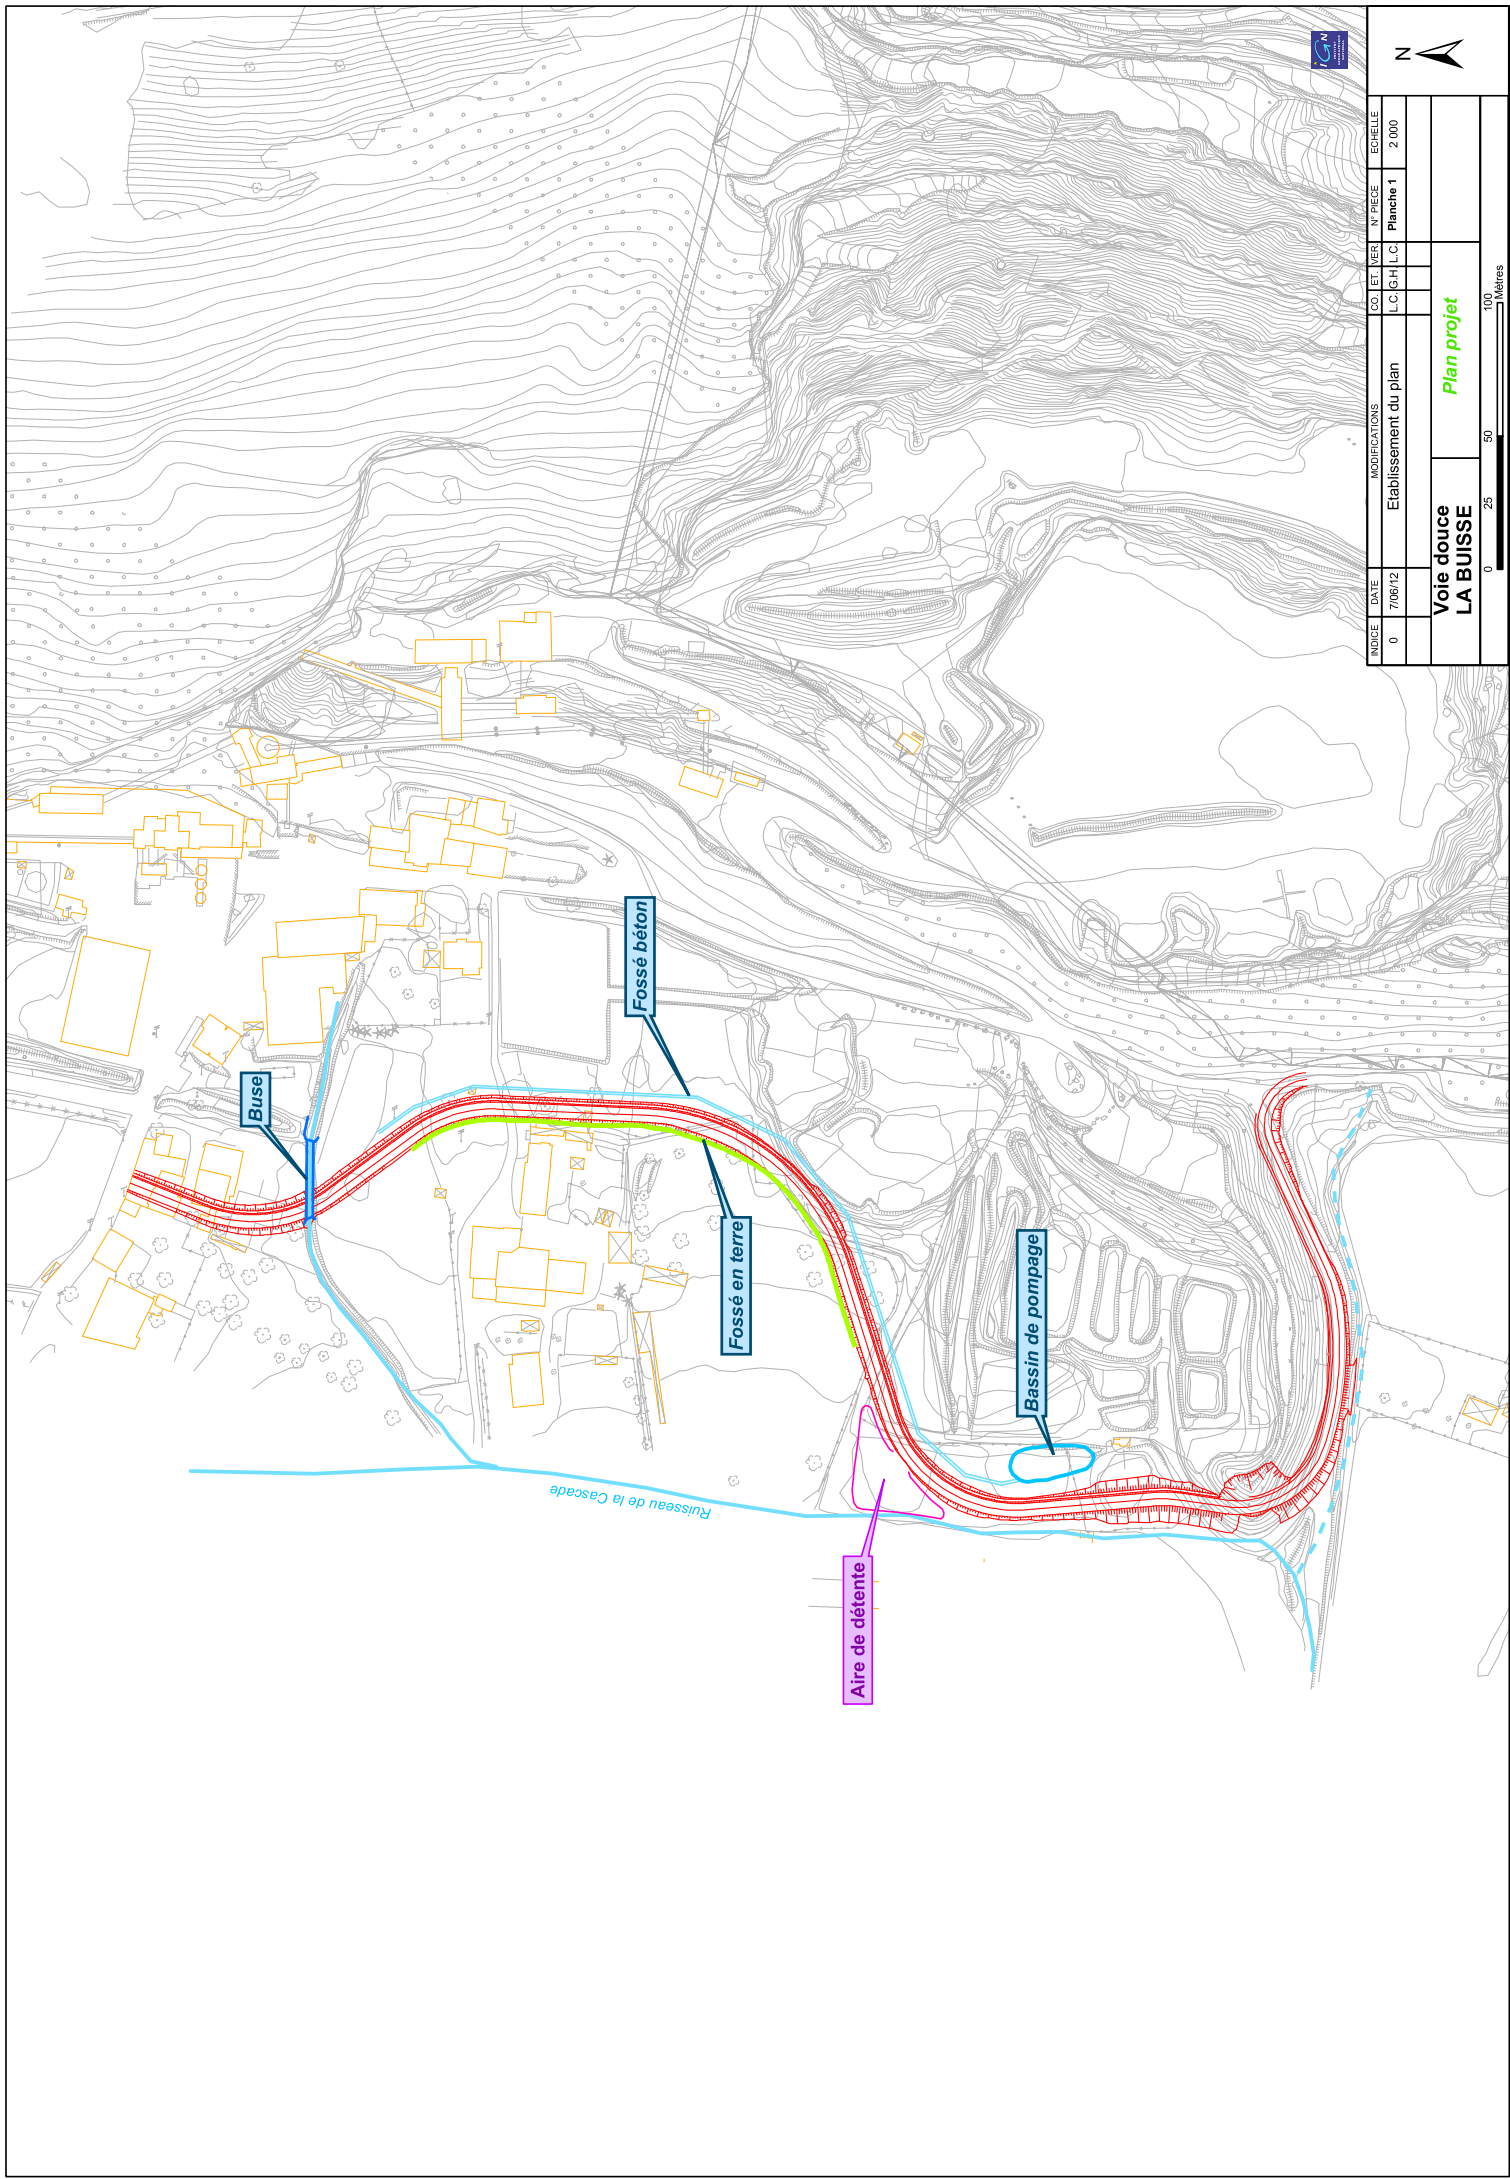 Buse
Fossé béton
Fossé en terre
Bassin de pompage
Aire de détente
Ruisseau de la Cascade
IGN
N
INDICE DATE MODIFICATIONS CO. ET. VER. N° PIECE ECHELLE
0 7/06/12 Etablissement du plan L.C. G.H. L.C. Planche 1 2 000
Voie douce
LA BUISSE
Plan projet
0 25 50 100
Mètres